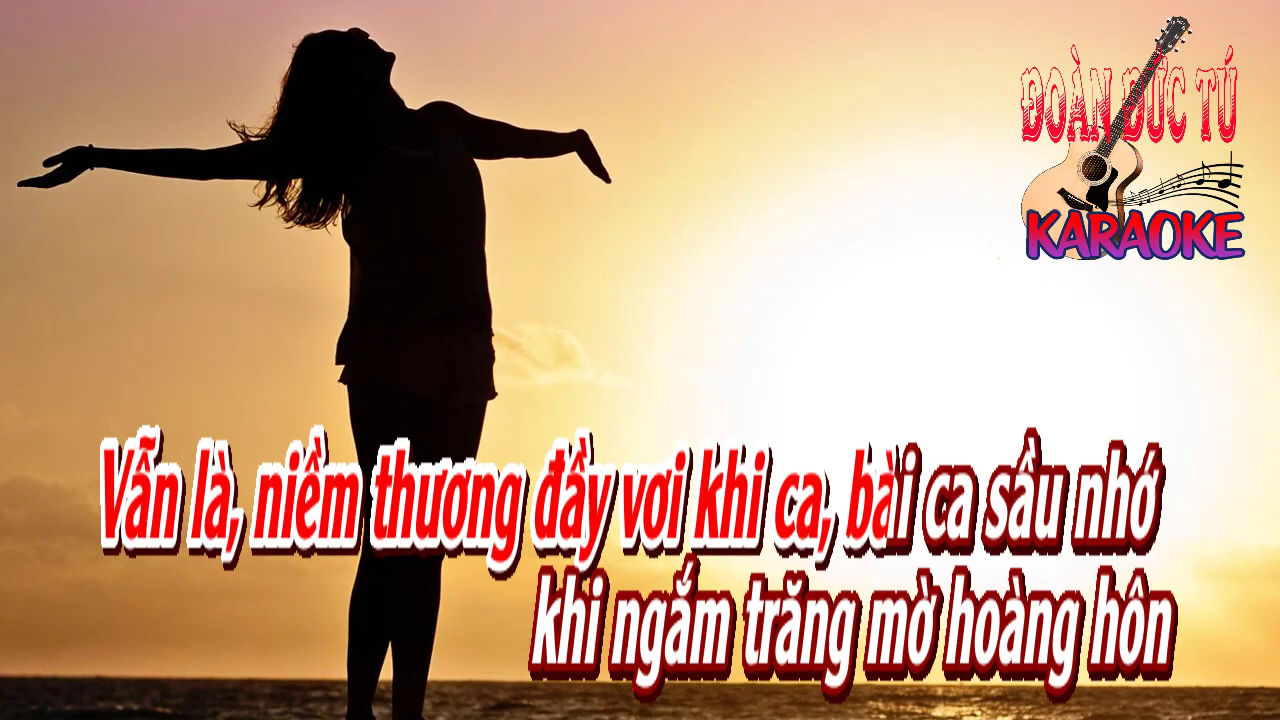 ĐOÀN ĐỨC TÚ
KARAOKE
Vẫn là, niềm thương đầy vơi khi ca, bài ca sầu nhớ
khi ngắm trăng mờ hoàng hôn